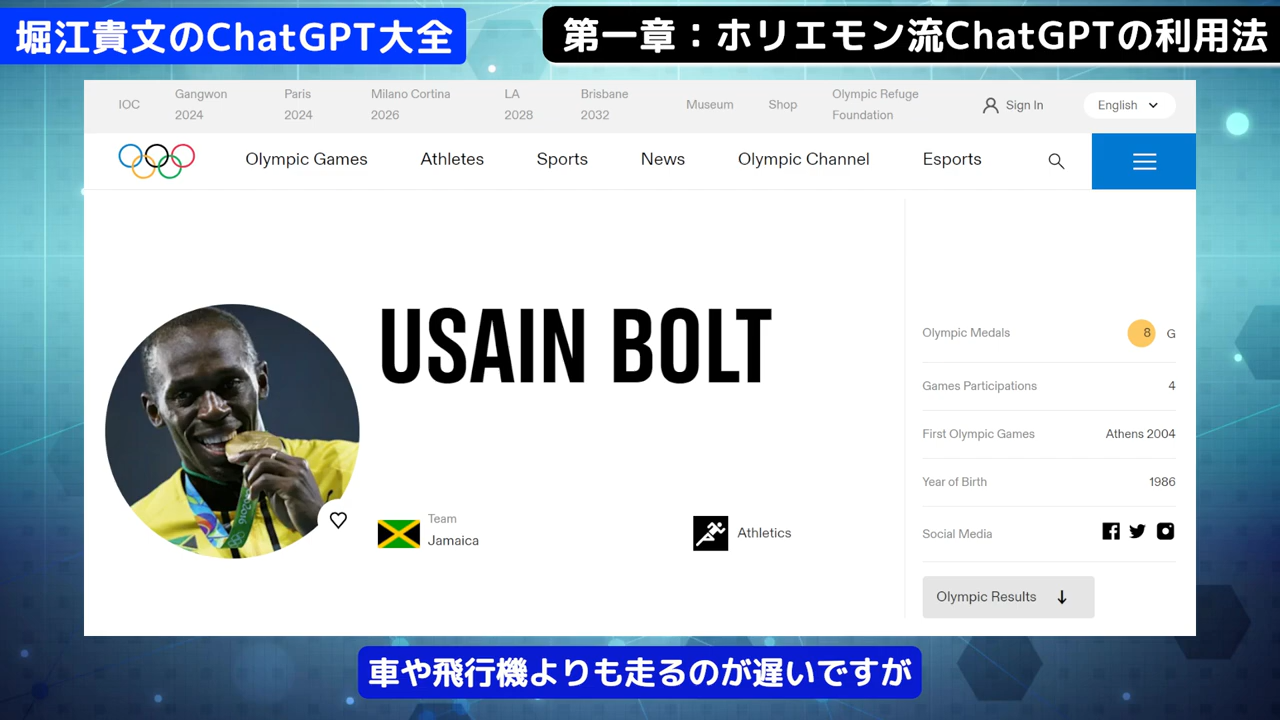 堀江貴文のChatGPT大全
第一章：ホリエモン流ChatGPTの利用法
IOC
Gangwon
2024
Paris
2024
Milano Cortina
2026
LA
2028
Brisbane
2032
Museum
Shop
Olympic Refuge
Foundation
Sign In
English
Olympic Games
Athletes
Sports
News
Olympic Channel
Esports
USAIN BOLT
Team
Jamaica
Athletics
Olympic Medals 8 G
Games Participations 4
First Olympic Games Athens 2004
Year of Birth 1986
Social Media
Olympic Results
車や飛行機よりも走るのが遅いですが